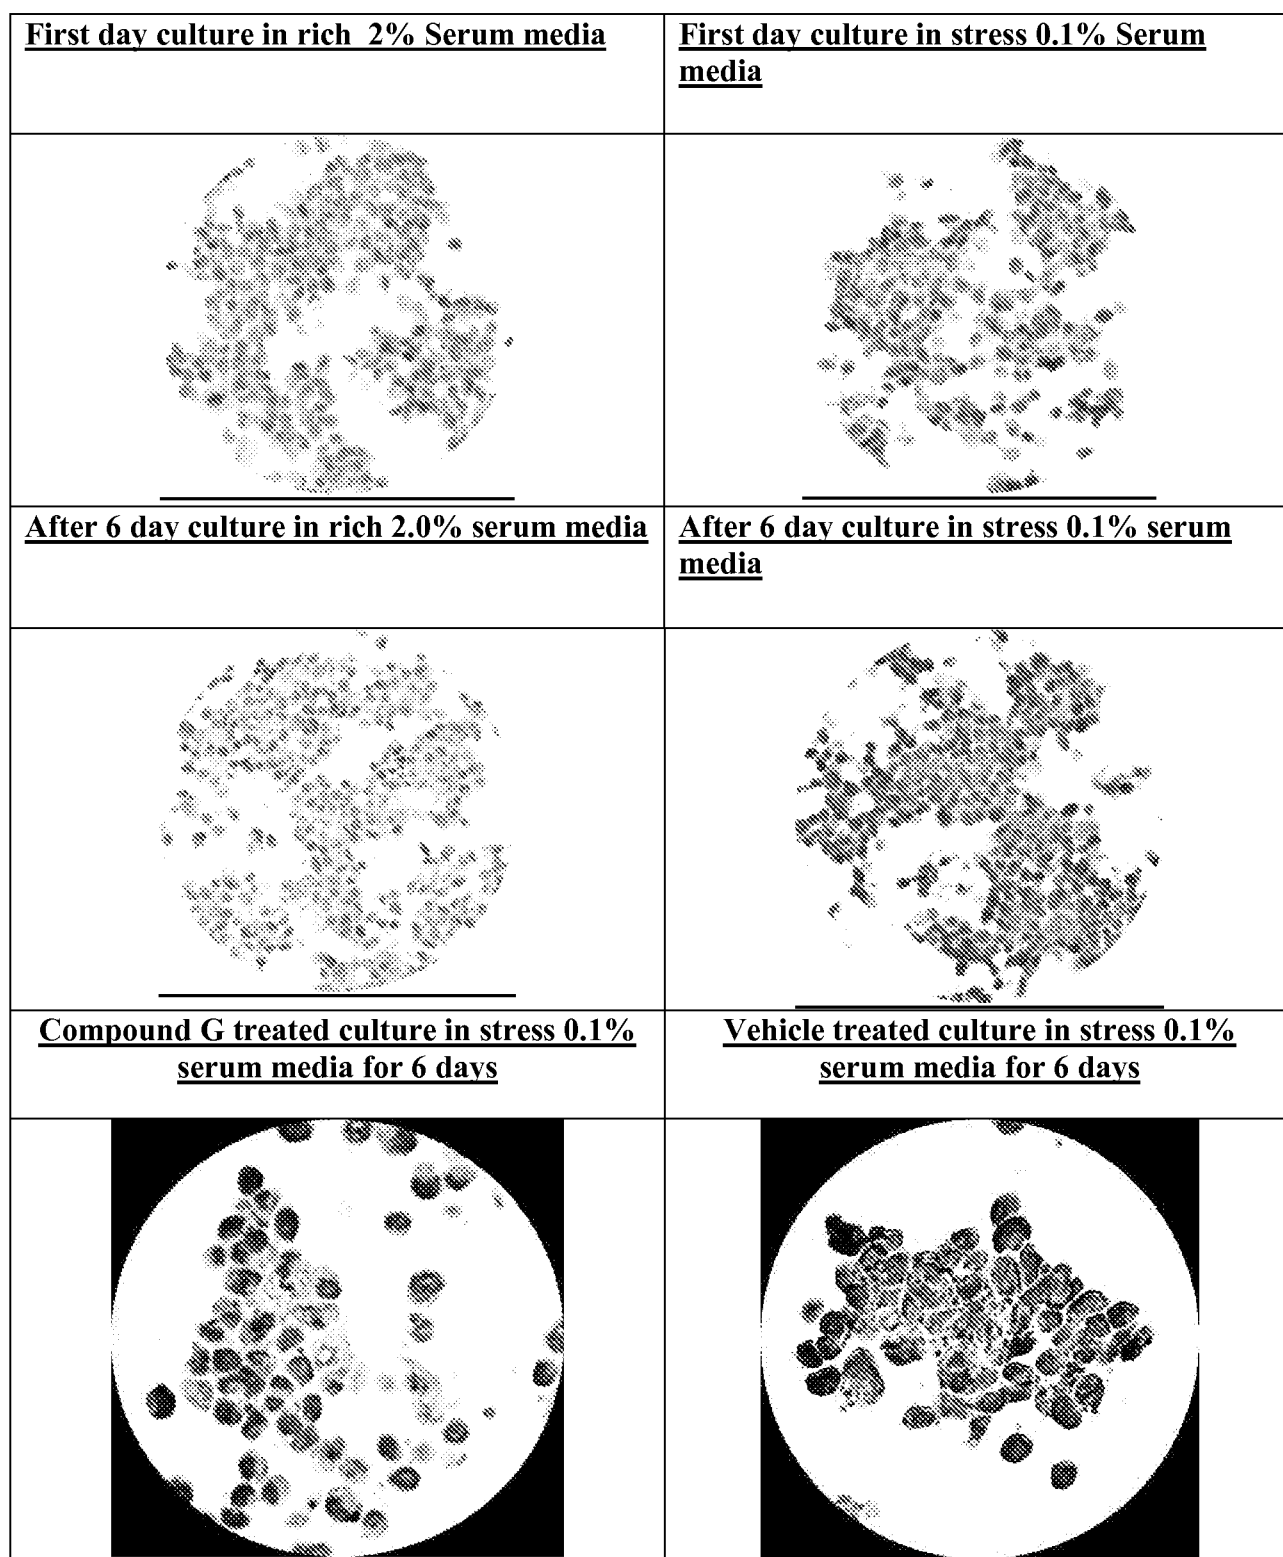 First day culture in rich  2% Serum media
First day culture in stress 0.1% Serum
media
After 6 day culture in rich 2.0% serum media
After 6 day culture in stress 0.1% serum
media
Compound G treated culture in stress 0.1%
serum media for 6 days
Vehicle treated culture in stress 0.1%
serum media for 6 days